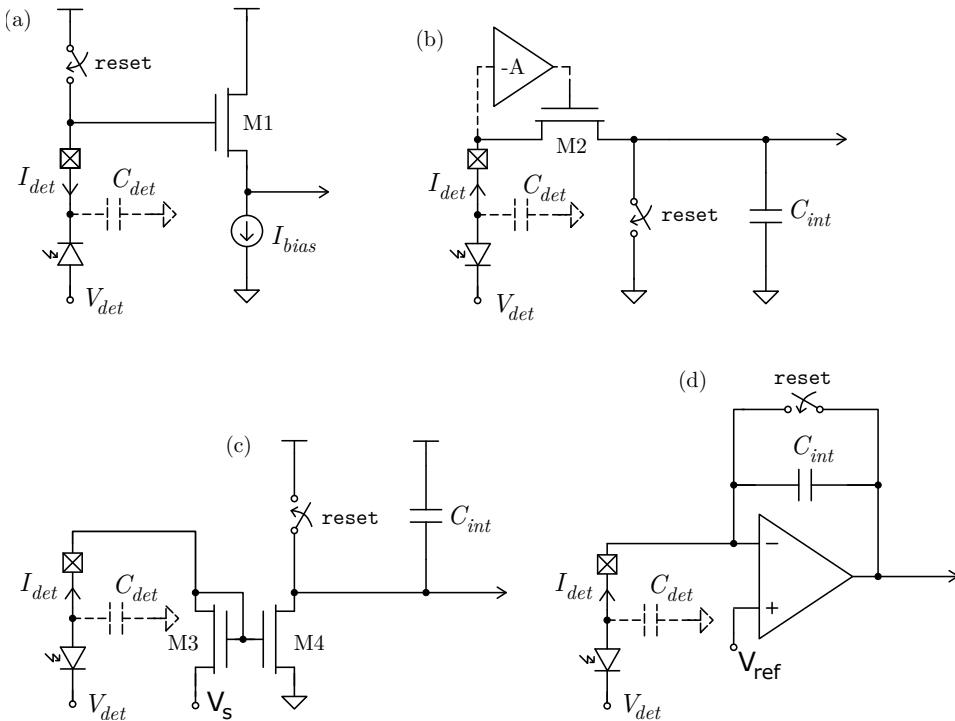 (a)
reset
M1
I_det
C_det
I_bias
V_det
(b)
-A
M2
I_det
C_det
reset
C_int
V_det
(c)
reset
C_int
I_det
C_det
M3
M4
V_det
V_s
(d)
reset
C_int
−
I_det
C_det
+
V_ref
V_det